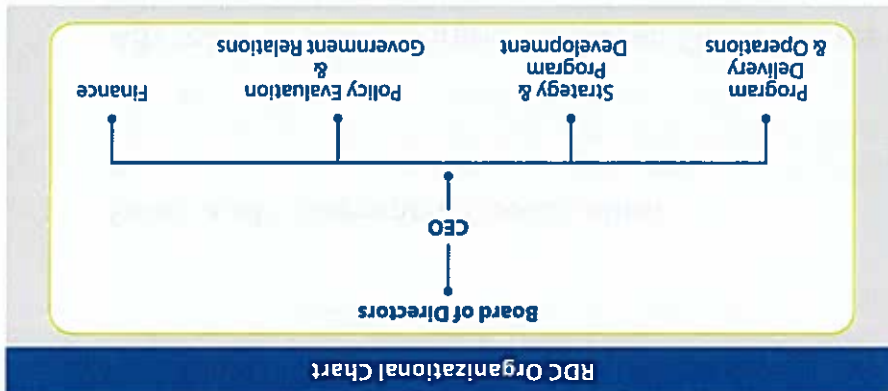 RDC Organizational Chart
Board of Directors
CEO
Program
Delivery
& Operations
Strategy &
Program
Development
Policy Evaluation
&
Government Relations
Finance